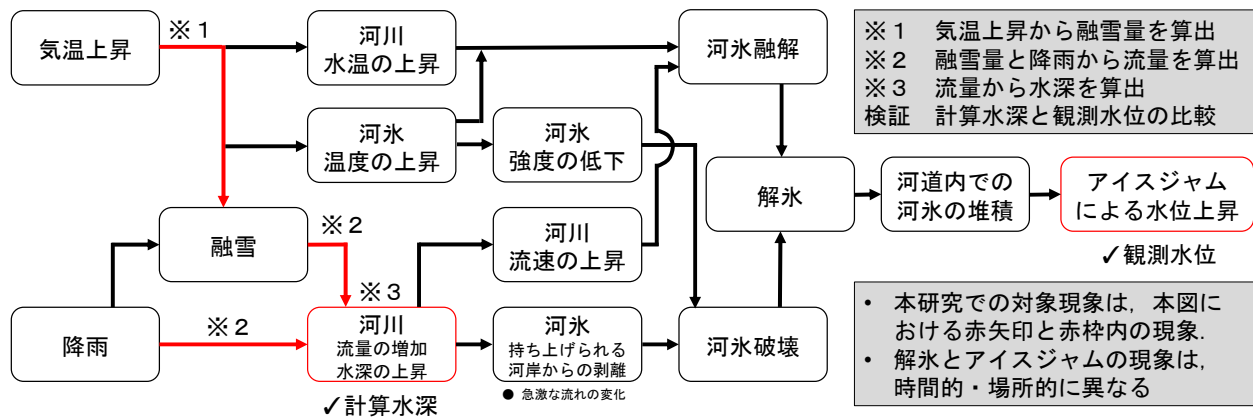 気温上昇
※1
河川
水温の上昇
河氷融解
※1 気温上昇から融雪量を算出
※2 融雪量と降雨から流量を算出
※3 流量から水深を算出
検証 計算水深と観測水位の比較
河氷
温度の上昇
河氷
強度の低下
解氷
河道内での
河氷の堆積
アイスジャム
による水位上昇
✓観測水位
融雪
※2
河川
流速の上昇
降雨
※2
※3
河川
流量の増加
水深の上昇
✓計算水深
河氷
持ち上げられる
河岸からの剥離
● 急激な流れの変化
河氷破壊
• 本研究での対象現象は，本図に
おける赤矢印と赤枠内の現象．
• 解氷とアイスジャムの現象は，
時間的・場所的に異なる